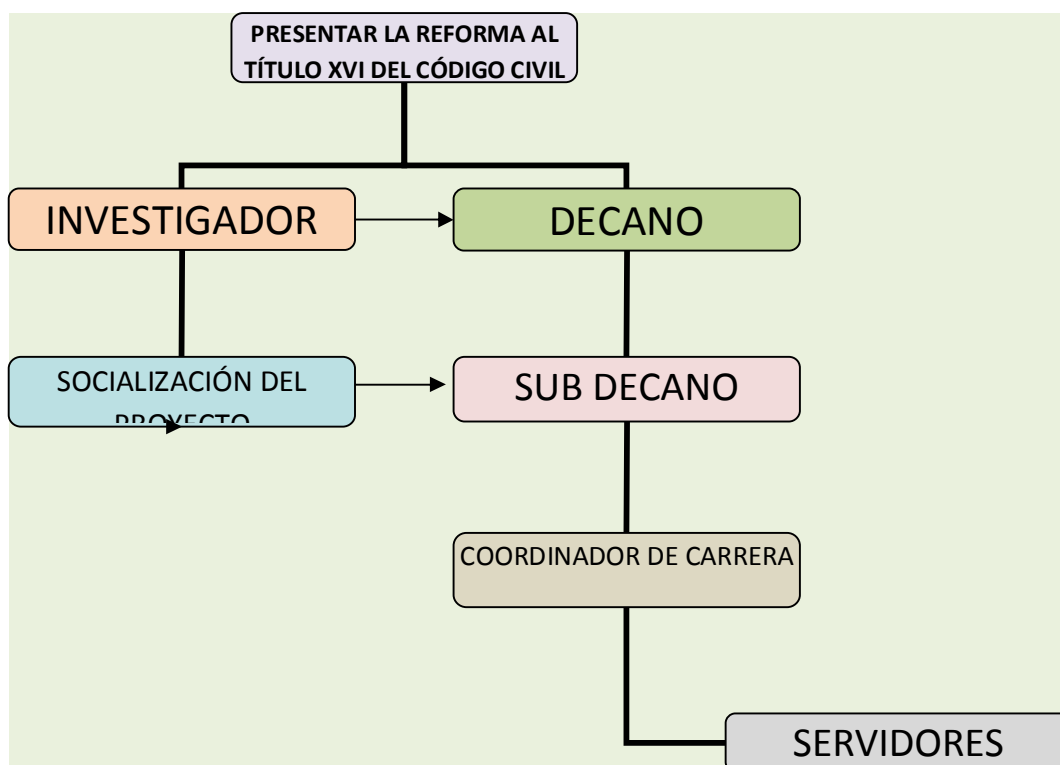 PRESENTAR LA REFORMA AL
TÍTULO XVI DEL CÓDIGO CIVIL
INVESTIGADOR
DECANO
SOCIALIZACIÓN DEL
PROYECTO
SUB DECANO
COORDINADOR DE CARRERA
SERVIDORES